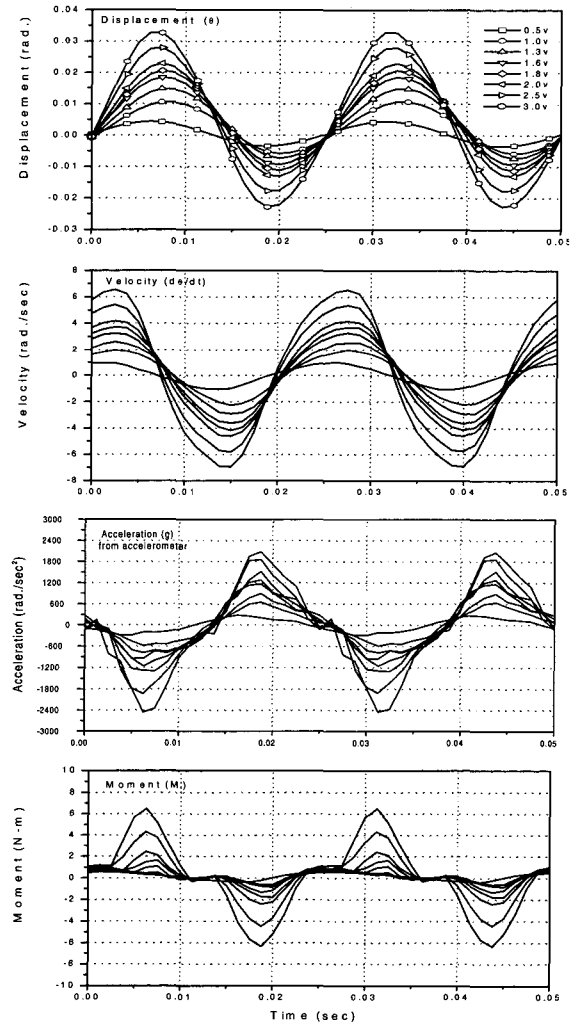 Displacement (θ)
0.5v
1.0v
1.3v
1.6v
1.8v
2.0v
2.5v
3.0v
Displacement (rad.)
0.04
0.03
0.02
0.01
0.00
-0.01
-0.02
-0.03
0.00 0.01 0.02 0.03 0.04 0.05
Velocity (dθ/dt)
Velocity (rad./sec)
8
6
4
2
0
-2
-4
-6
-8
0.00 0.01 0.02 0.03 0.04 0.05
Acceleration (g)
from accelerometer
Acceleration (rad./sec²)
3000
2400
1800
1200
600
0
-600
-1200
-1800
-2400
-3000
0.00 0.01 0.02 0.03 0.04 0.05
Moment (M)
Moment (N-m)
10
8
6
4
2
0
-2
-4
-6
-8
-10
0.00 0.01 0.02 0.03 0.04 0.05
Time (sec)